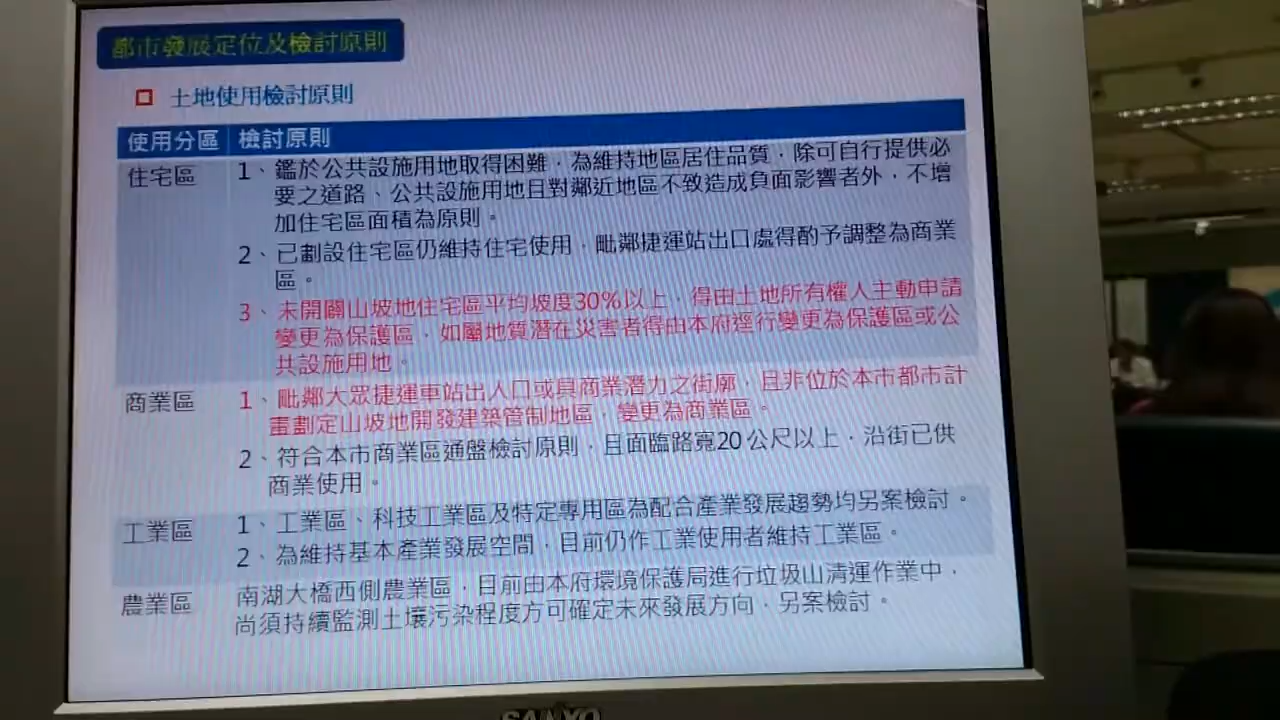 都市發展定位及檢討原則
土地使用檢討原則
使用分區 檢討原則
住宅區 1、鑑於公共設施用地取得困難，為維持地區居住品質，除可自行提供必
要之道路、公共設施用地且對鄰近地區不致造成負面影響者外，不增
加住宅區面積為原則。
2、已劃設住宅區仍維持住宅使用，毗鄰捷運站出口處得酌予調整為商業
區。
3、未開闢山坡地住宅區平均坡度30%以上，得由土地所有權人主動申請
變更為保護區，如屬地質潛在災害者得由本府逕行變更為保護區或公
共設施用地。
商業區 1、毗鄰大眾捷運車站出入口或具商業潛力之街廓，且非位於本市都市計
畫劃定山坡地開發建築管制地區，變更為商業區。
2、符合本市商業區通盤檢討原則，且面臨路寬20公尺以上，沿街已供
商業使用。
工業區 1、工業區、科技工業區及特定專用區為配合產業發展趨勢均另案檢討。
2、為維持基本產業發展空間，目前仍作工業使用者維持工業區。
農業區 南湖大橋西側農業區，目前由本府環境保護局進行垃圾山清運作業中，
尚須持續監測土壤污染程度方可確定未來發展方向，另案檢討。
SANYO